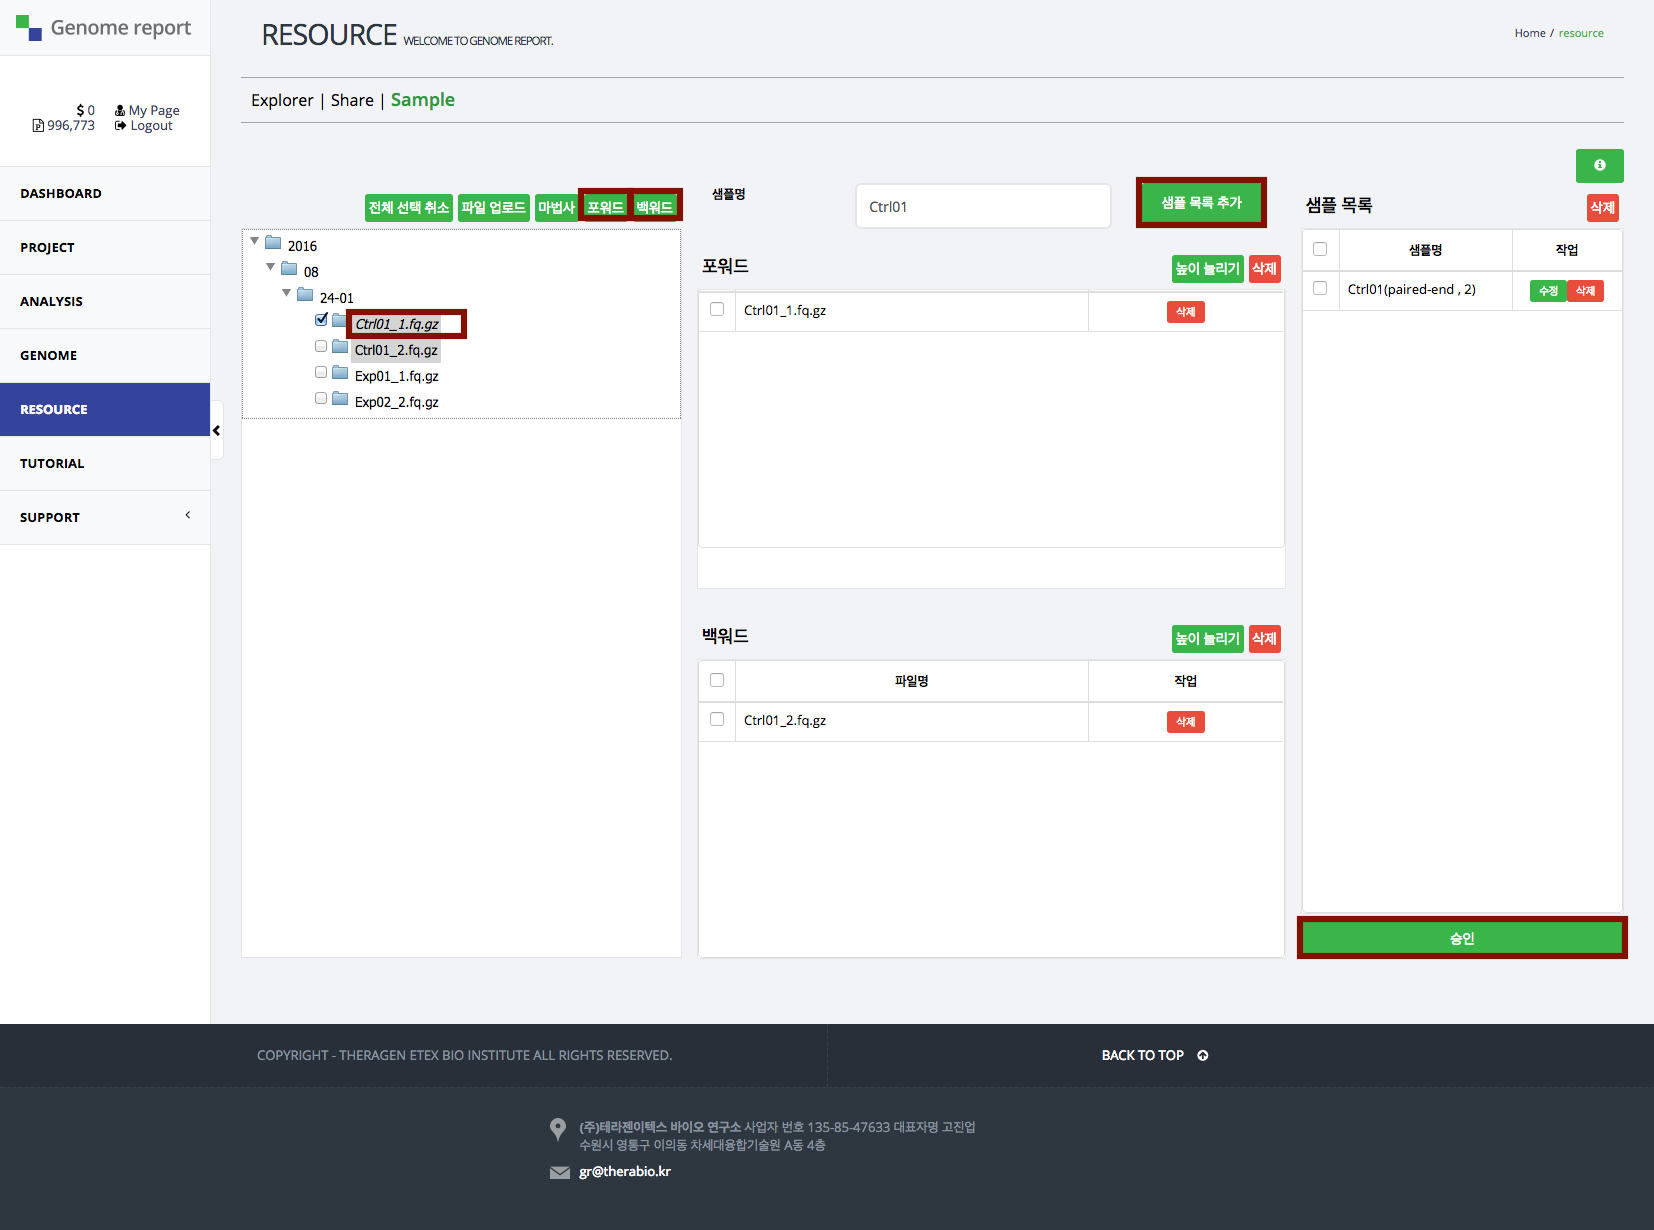 Genome report
RESOURCE WELCOME TO GENOME REPORT.
Home / resource
$ 0
My Page
996,773
Logout
Explorer | Share | Sample
DASHBOARD
PROJECT
ANALYSIS
GENOME
RESOURCE
TUTORIAL
SUPPORT
전체 선택 취소 파일 업로드 마법사 포워드 백워드
2016
08
24-01
Ctrl01_1.fq.gz
Ctrl01_2.fq.gz
Exp01_1.fq.gz
Exp02_2.fq.gz
샘플명
Ctrl01
샘플 목록 추가
포워드
높이 늘리기 삭제
Ctrl01_1.fq.gz
삭제
백워드
높이 늘리기 삭제
파일명 작업
Ctrl01_2.fq.gz
삭제
샘플 목록
삭제
샘플명 작업
Ctrl01(paired-end , 2)
수정 삭제
승인
COPYRIGHT - THERAGEN ETEX BIO INSTITUTE ALL RIGHTS RESERVED.
BACK TO TOP
(주)테라젠이텍스 바이오 연구소 사업자 번호 135-85-47633 대표자명 고진업
수원시 영통구 이의동 차세대융합기술원 A동 4층
gr@therabio.kr